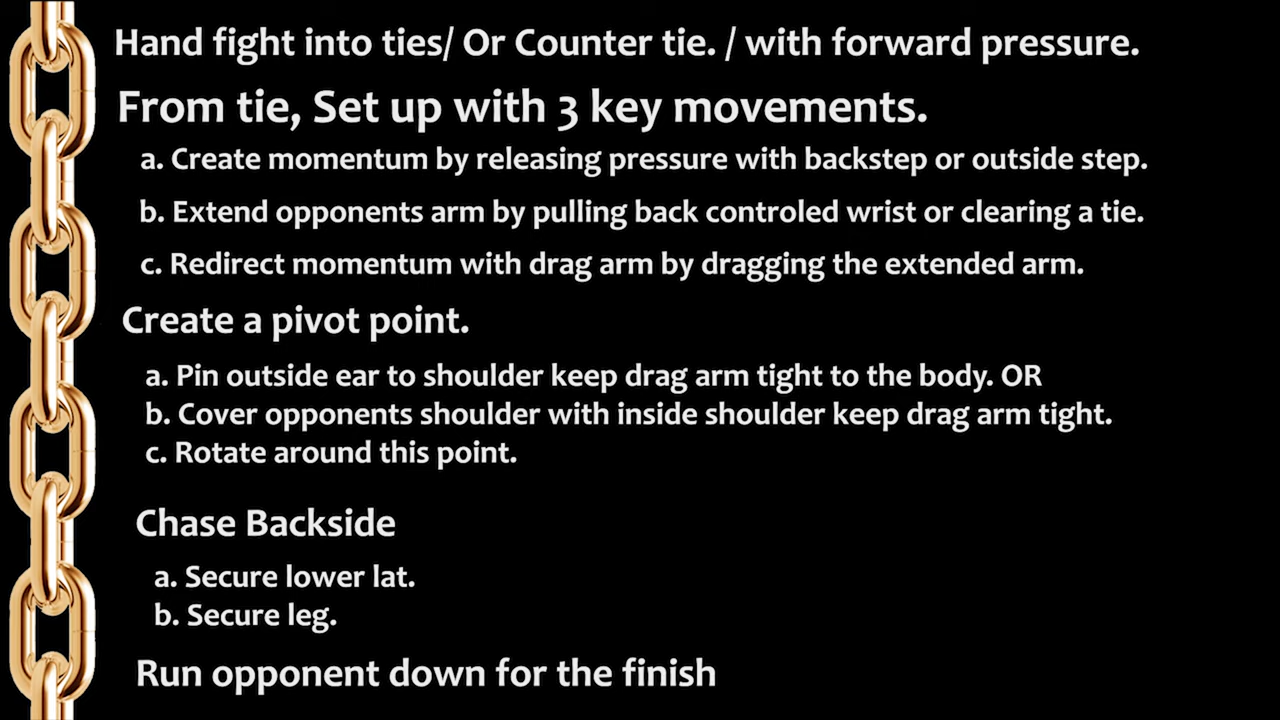 Hand fight into ties/ Or Counter tie. / with forward pressure.
From tie, Set up with 3 key movements.
a. Create momentum by releasing pressure with backstep or outside step.
b. Extend opponents arm by pulling back controled wrist or clearing a tie.
c. Redirect momentum with drag arm by dragging the extended arm.
Create a pivot point.
a. Pin outside ear to shoulder keep drag arm tight to the body. OR
b. Cover opponents shoulder with inside shoulder keep drag arm tight.
c. Rotate around this point.
Chase Backside
a. Secure lower lat.
b. Secure leg.
Run opponent down for the finish